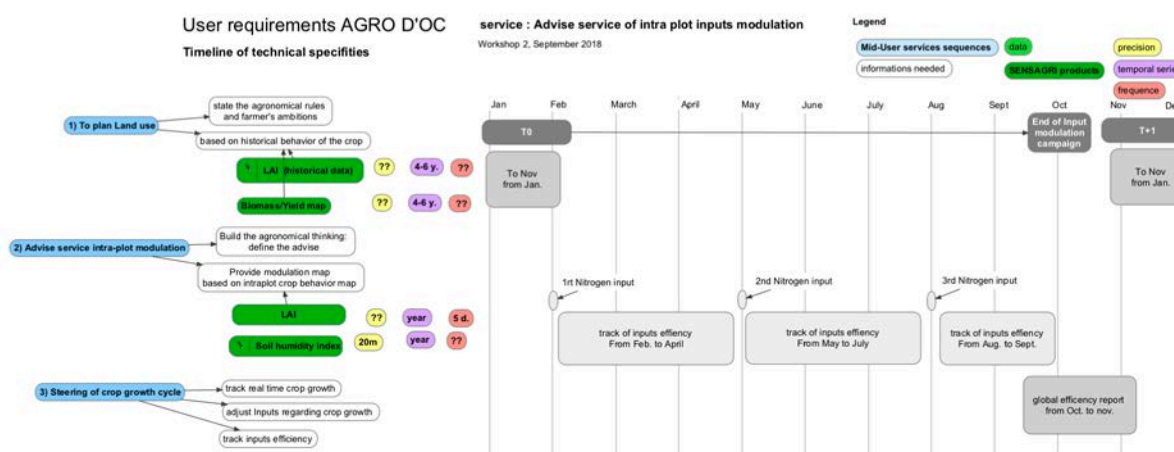 User requirements AGRO D'OC
service : Advise service of intra plot inputs modulation
Timeline of technical specifities
Workshop 2, September 2018
Legend
Mid-User services sequences
data
precision
informations needed
SENSAGRI products
temporal serie
frequence
Jan
Feb
March
April
May
June
July
Aug
Sept
Oct
Nov
T0
End of Input
modulation
campaign
T+1
To Nov
from Jan.
To Nov
from Jan.
1) To plan Land use
state the agronomical rules
and farmer's ambitions
based on historical behavior of the crop
LAI (historical data)
??
4-6 y.
??
Biomass/Yield map
??
4-6 y.
??
2) Advise service intra-plot modulation
Build the agronomical thinking:
define the advise
Provide modulation map
based on intraplot crop behavior map
LAI
??
year
5 d.
Soil humidity index
20m
year
??
1rt Nitrogen input
2nd Nitrogen input
3rd Nitrogen input
track of inputs effiency
From Feb. to April
track of inputs effiency
From May to July
track of inputs effiency
From Aug. to Sept.
3) Steering of crop growth cycle
track real time crop growth
adjust Inputs regarding crop growth
track inputs efficiency
global efficency report
from Oct. to nov.